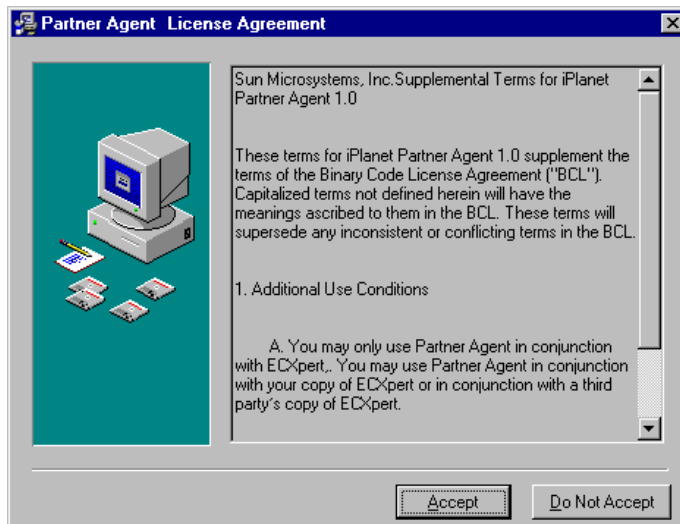 Partner Agent License Agreement
Sun Microsystems, Inc.Supplemental Terms for iPlanet
Partner Agent 1.0
These terms for iPlanet Partner Agent 1.0 supplement the
terms of the Binary Code License Agreement ("BCL").
Capitalized terms not defined herein will have the
meanings ascribed to them in the BCL. These terms will
supersede any inconsistent or conflicting terms in the BCL.
1. Additional Use Conditions
A. You may only use Partner Agent in conjunction
with ECXpert,. You may use Partner Agent in conjunction
with your copy of ECXpert or in conjunction with a third
party's copy of ECXpert.
Accept
Do Not Accept